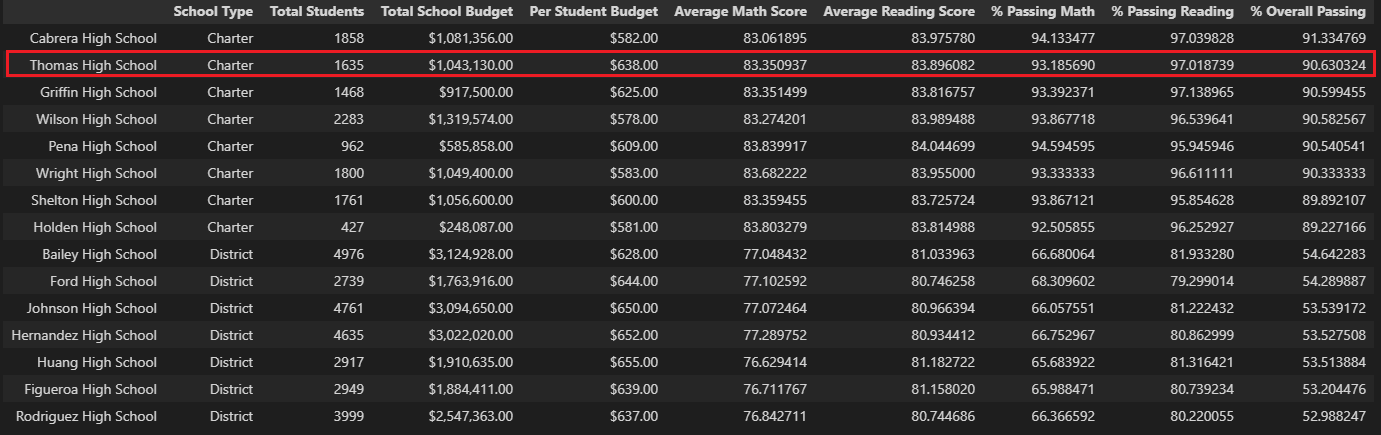 School Type Total Students Total School Budget Per Student Budget Average Math Score Average Reading Score % Passing Math % Passing Reading % Overall Passing
Cabrera High School Charter 1858 $1,081,356.00 $582.00 83.061895 83.975780 94.133477 97.039828 91.334769
Thomas High School Charter 1635 $1,043,130.00 $638.00 83.350937 83.896082 93.185690 97.018739 90.630324
Griffin High School Charter 1468 $917,500.00 $625.00 83.351499 83.816757 93.392371 97.138965 90.599455
Wilson High School Charter 2283 $1,319,574.00 $578.00 83.274201 83.989488 93.867718 96.539641 90.582567
Pena High School Charter 962 $585,858.00 $609.00 83.839917 84.044699 94.594595 95.945946 90.540541
Wright High School Charter 1800 $1,049,400.00 $583.00 83.682222 83.955000 93.333333 96.611111 90.333333
Shelton High School Charter 1761 $1,056,600.00 $600.00 83.359455 83.725724 93.867121 95.854628 89.892107
Holden High School Charter 427 $248,087.00 $581.00 83.803279 83.814988 92.505855 96.252927 89.227166
Bailey High School District 4976 $3,124,928.00 $628.00 77.048432 81.033963 66.680064 81.933280 54.642283
Ford High School District 2739 $1,763,916.00 $644.00 77.102592 80.746258 68.309602 79.299014 54.289887
Johnson High School District 4761 $3,094,650.00 $650.00 77.072464 80.966394 66.057551 81.222432 53.539172
Hernandez High School District 4635 $3,022,020.00 $652.00 77.289752 80.934412 66.752967 80.862999 53.527508
Huang High School District 2917 $1,910,635.00 $655.00 76.629414 81.182722 65.683922 81.316421 53.513884
Figueroa High School District 2949 $1,884,411.00 $639.00 76.711767 81.158020 65.988471 80.739234 53.204476
Rodriguez High School District 3999 $2,547,363.00 $637.00 76.842711 80.744686 66.366592 80.220055 52.988247